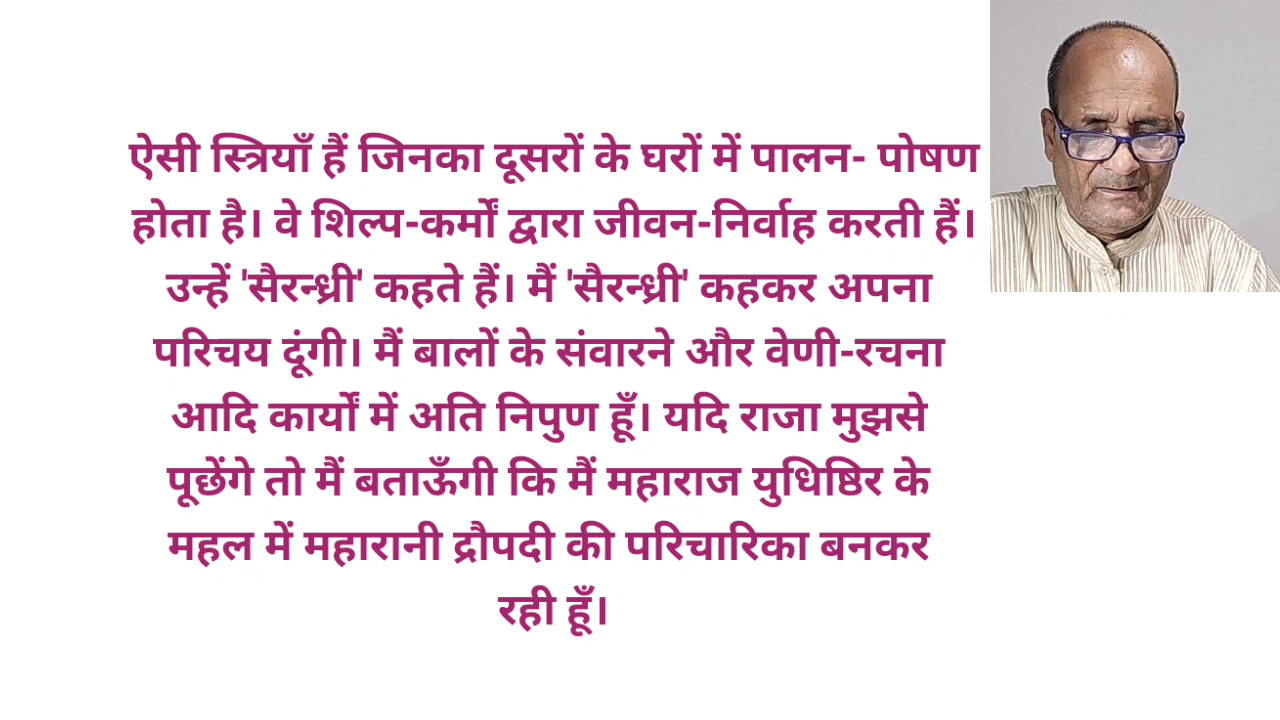 ऐसी स्त्रियाँ हैं जिनका दूसरों के घरों में पालन- पोषण
होता है। वे शिल्प-कर्मों द्वारा जीवन-निर्वाह करती हैं।
उन्हें 'सैरन्ध्री' कहते हैं। मैं 'सैरन्ध्री' कहकर अपना
परिचय दूंगी। मैं बालों के संवारने और वेणी-रचना
आदि कार्यों में अति निपुण हूँ। यदि राजा मुझसे
पूछेंगे तो मैं बताऊँगी कि मैं महाराज युधिष्ठिर के
महल में महारानी द्रौपदी की परिचारिका बनकर
रही हूँ।